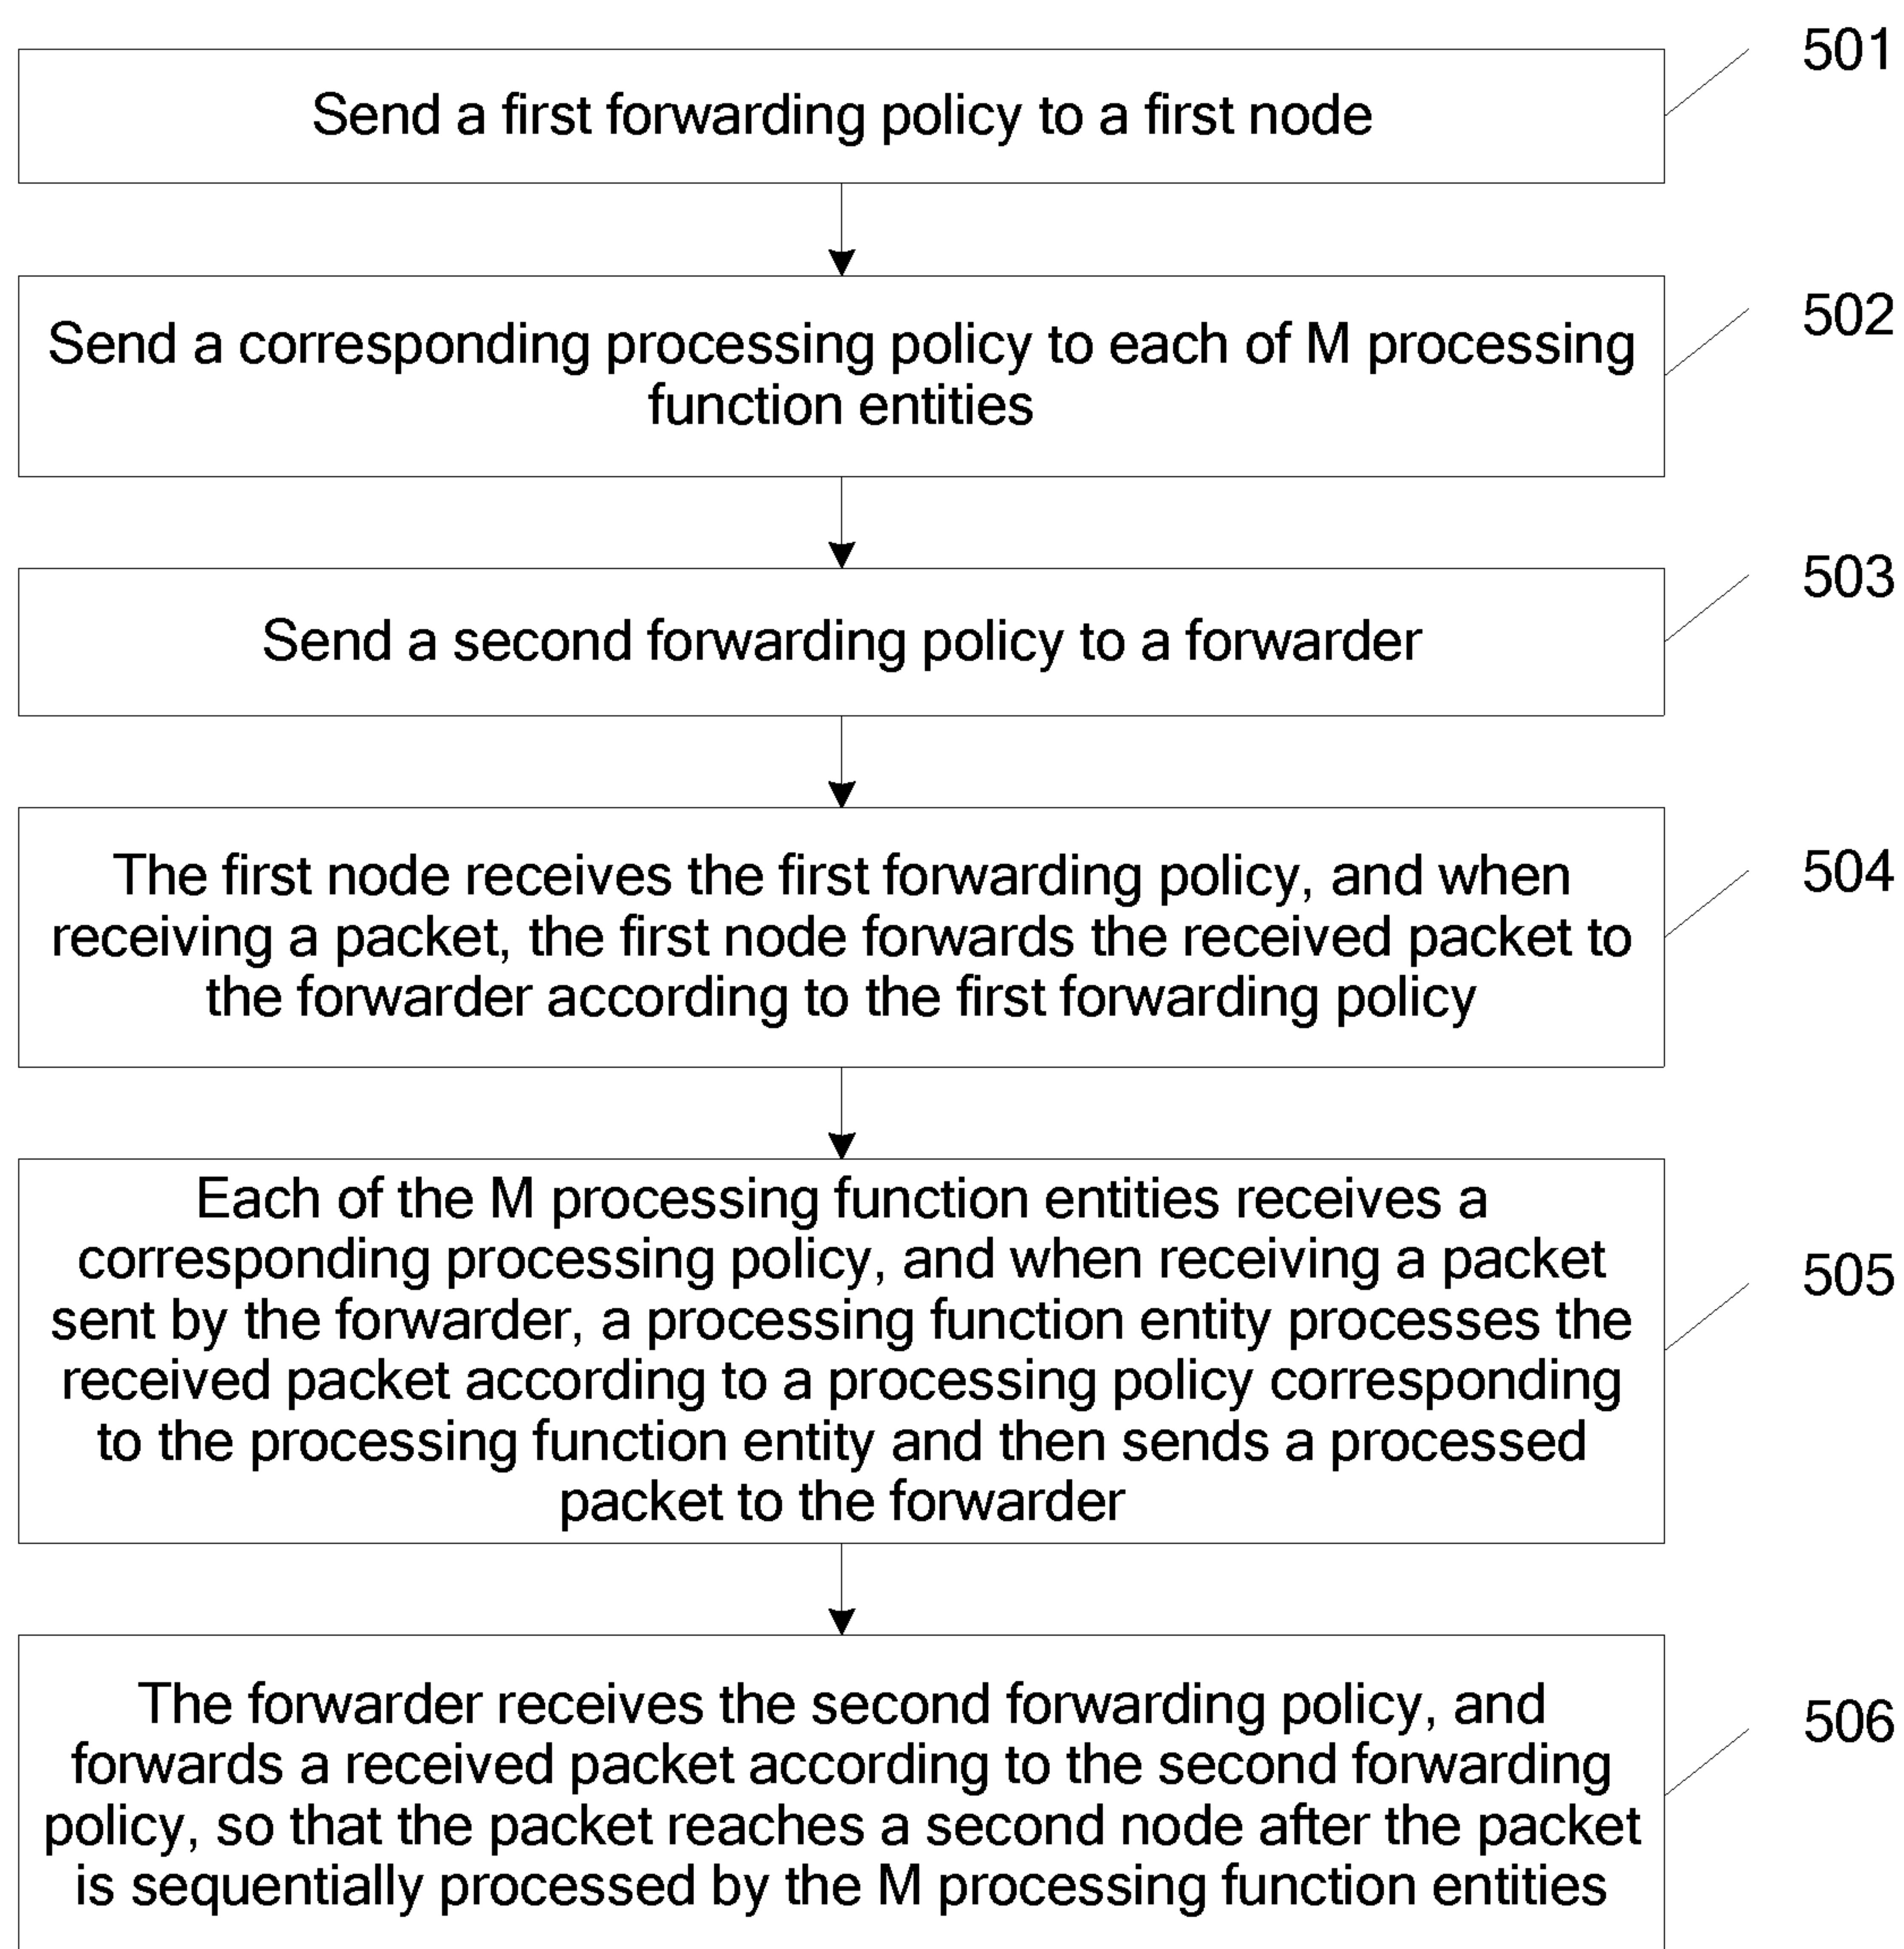 501
Send a first forwarding policy to a first node
502
Send a corresponding processing policy to each of M processing
function entities
503
Send a second forwarding policy to a forwarder
504
The first node receives the first forwarding policy, and when
receiving a packet, the first node forwards the received packet to
the forwarder according to the first forwarding policy
Each of the M processing function entities receives a
corresponding processing policy, and when receiving a packet
505
sent by the forwarder, a processing function entity processes the
received packet according to a processing policy corresponding
to the processing function entity and then sends a processed
packet to the forwarder
The forwarder receives the second forwarding policy, and
506
forwards a received packet according to the second forwarding
policy, so that the packet reaches a second node after the packet
is sequentially processed by the M processing function entities